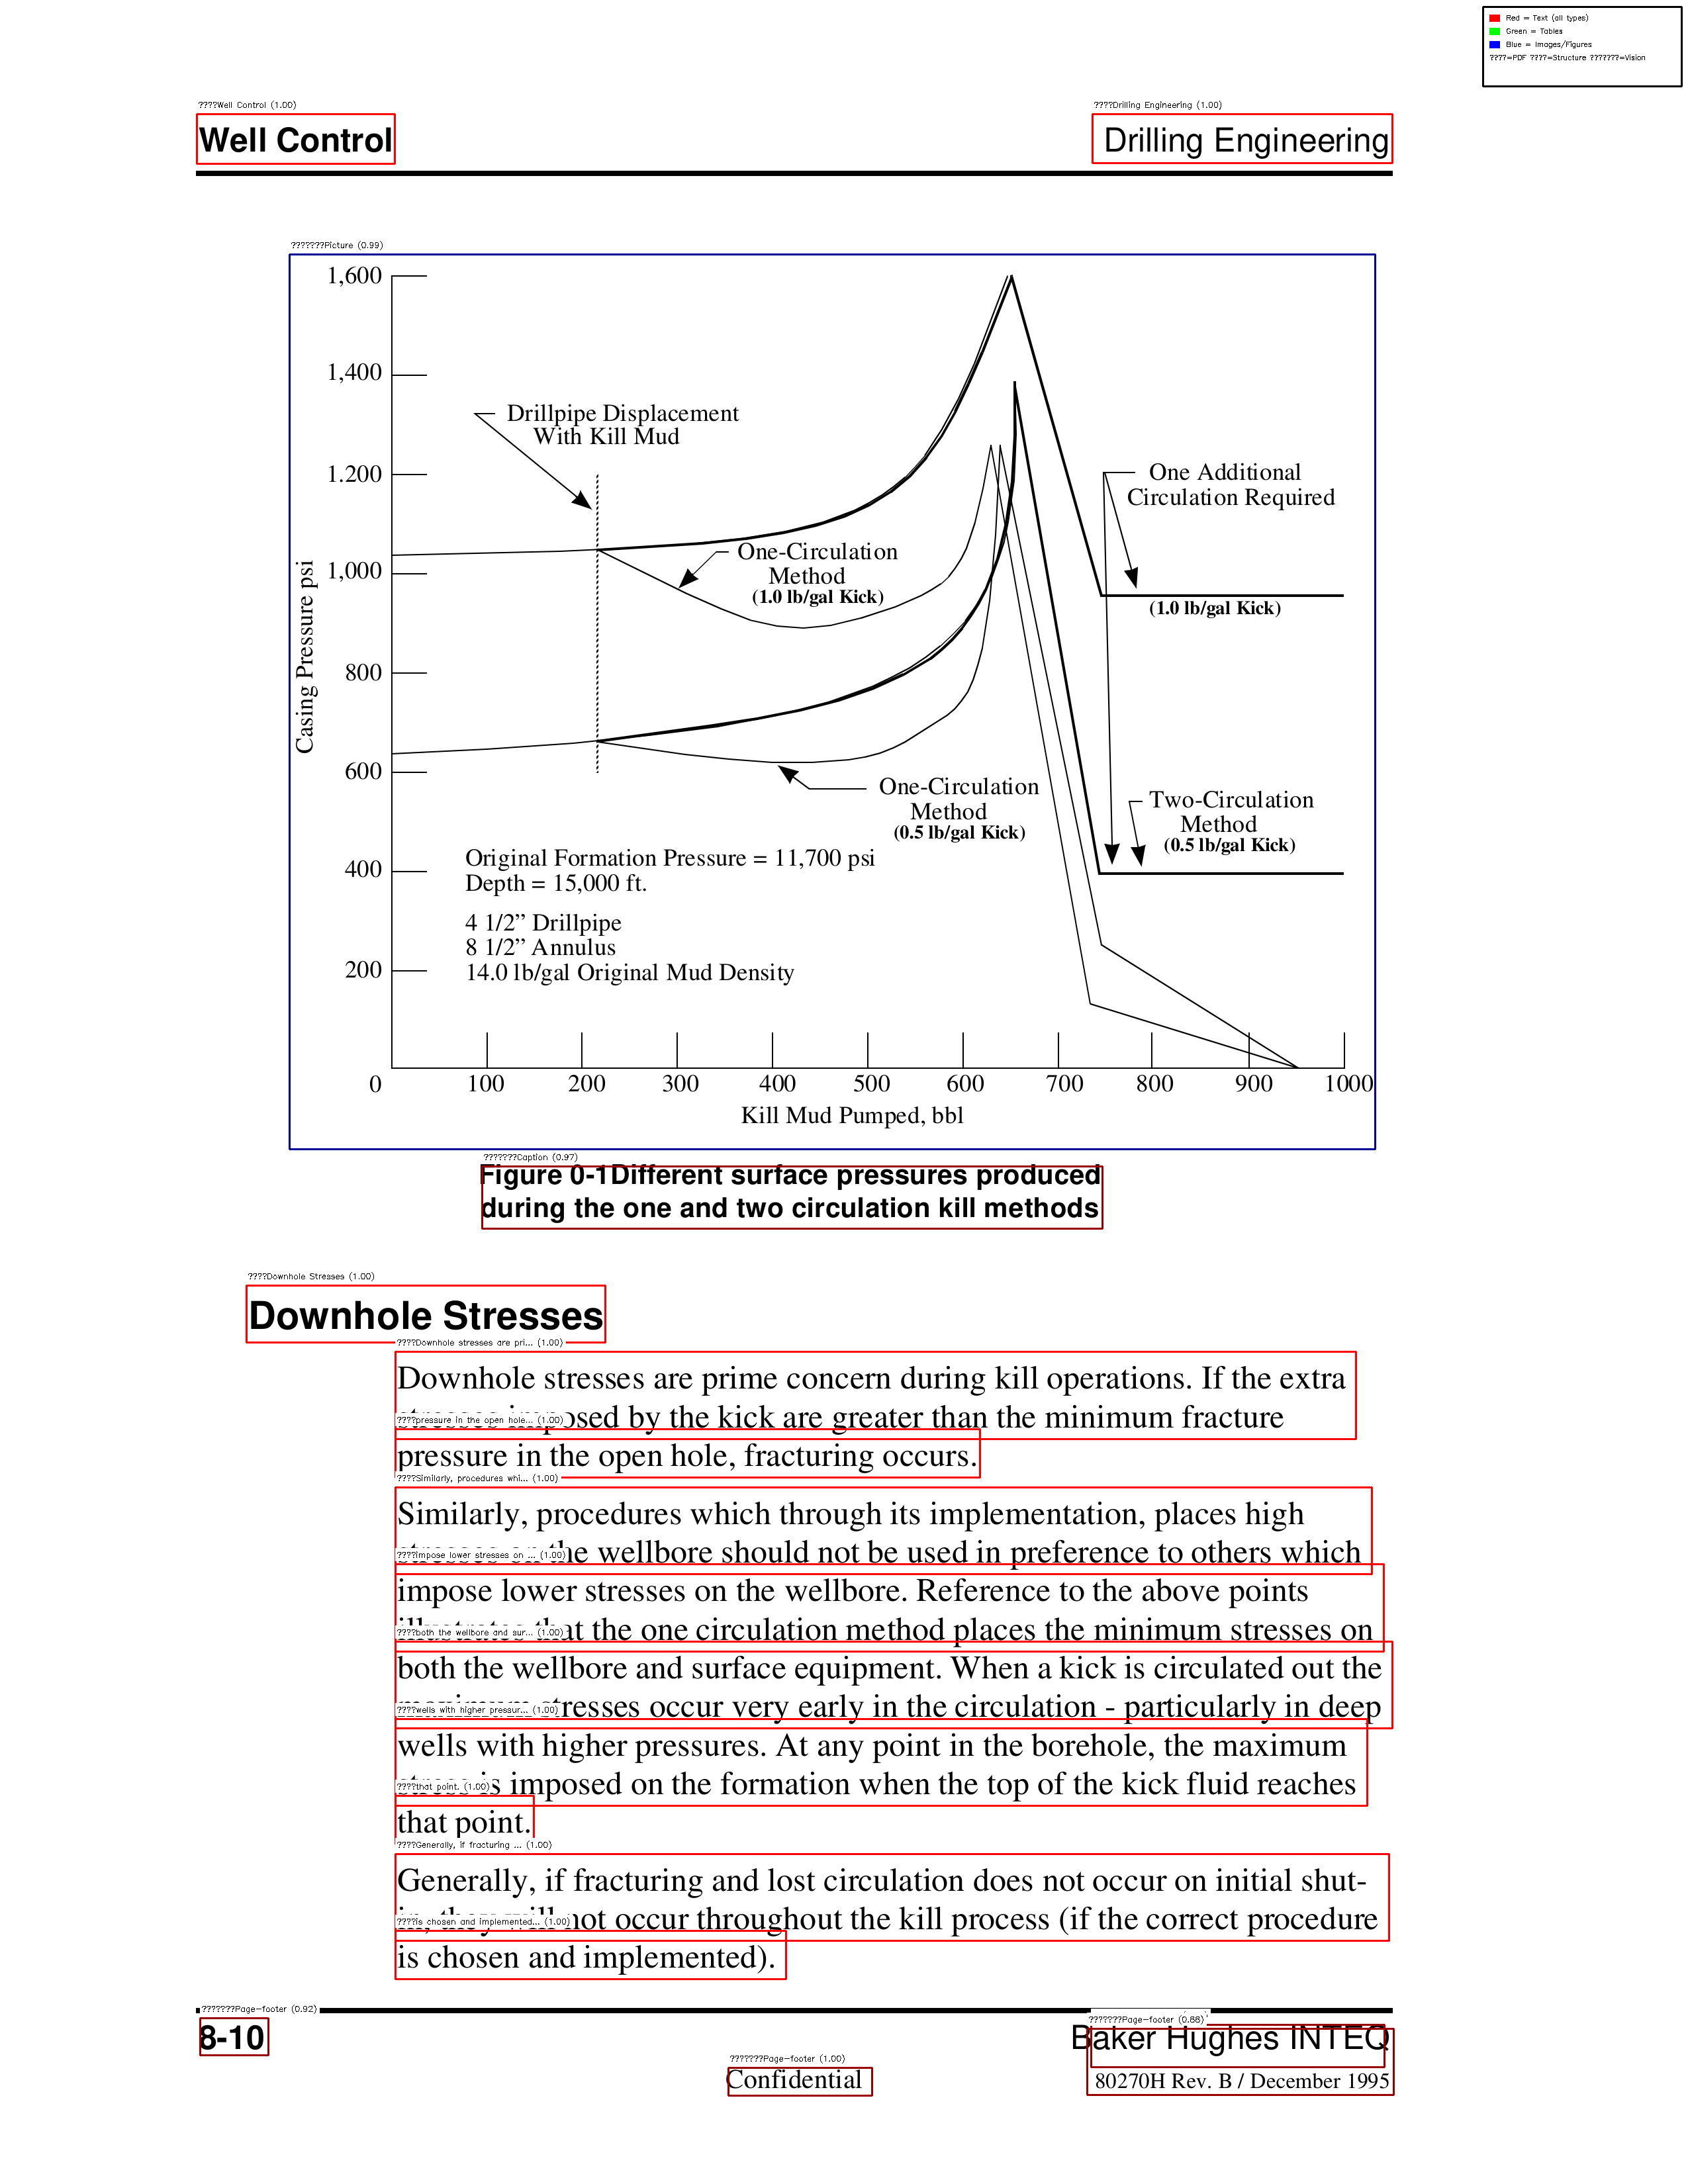 Red = Text (all types)
Green = Tables
Blue = Images/Figures
????=PDF ????=Structure ???????=Vision
????Well Control (1.00)
????Drilling Engineering (1.00)
Well Control
Drilling Engineering
???????Picture (0.99)
1,600
1,400
1.200
1,000
800
600
400
200
0
Casing Pressure psi
Drillpipe Displacement
With Kill Mud
One Additional
Circulation Required
One-Circulation
Method
(1.0 lb/gal Kick)
(1.0 lb/gal Kick)
One-Circulation
Method
(0.5 lb/gal Kick)
Two-Circulation
Method
(0.5 lb/gal Kick)
Original Formation Pressure = 11,700 psi
Depth = 15,000 ft.
4 1/2” Drillpipe
8 1/2” Annulus
14.0 lb/gal Original Mud Density
100 200 300 400 500 600 700 800 900 1000
Kill Mud Pumped, bbl
???????Caption (0.97)
Figure 0-1Different surface pressures produced
during the one and two circulation kill methods
????Downhole Stresses (1.00)
Downhole Stresses
????Downhole stresses are pri... (1.00)
Downhole stresses are prime concern during kill operations. If the extra
stresses imposed by the kick are greater than the minimum fracture
????pressure in the open hole... (1.00)
pressure in the open hole, fracturing occurs.
????Similarly, procedures whi... (1.00)
Similarly, procedures which through its implementation, places high
stresses on the wellbore should not be used in preference to others which
????impose lower stresses on ... (1.00)
impose lower stresses on the wellbore. Reference to the above points
illustrates that the one circulation method places the minimum stresses on
????both the wellbore and sur... (1.00)
both the wellbore and surface equipment. When a kick is circulated out the
maximum stresses occur very early in the circulation - particularly in deep
????wells with higher pressur... (1.00)
wells with higher pressures. At any point in the borehole, the maximum
stress is imposed on the formation when the top of the kick fluid reaches
????that point. (1.00)
that point.
????Generally, if fracturing ... (1.00)
Generally, if fracturing and lost circulation does not occur on initial shut-
in, they will not occur throughout the kill process (if the correct procedure
????is chosen and implemented... (1.00)
is chosen and implemented).
???????Page-footer (0.92)
???????Page-footer (0.88)
8-10
Baker Hughes INTEQ
???????Page-footer (1.00)
Confidential
80270H Rev. B / December 1995